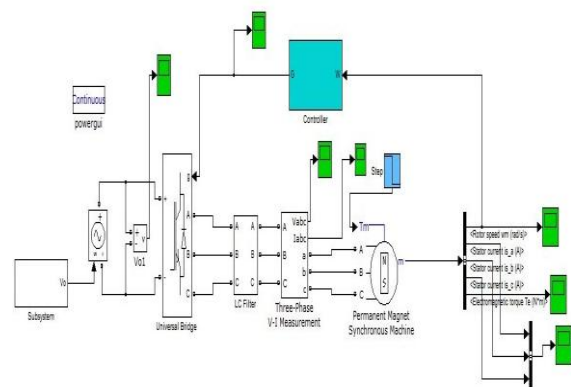 Continuous
powergui
G
W
Controller
Step
g
A
B
C
+
-
Universal Bridge
Vo1
v
+
-
Vo
Subsystem
A
B
C
A
B
C
LC Filter
Vabc
Iabc
A
B
C
a
b
c
Three-Phase
V-I Measurement
Tm
m
A
B
C
N
S
Permanent Magnet
Synchronous Machine
<Rotor speed wm (rad/s)>
<Stator current is_a (A)>
<Stator current is_b (A)>
<Stator current is_c (A)>
<Electromagnetic torque Te (N*m)>